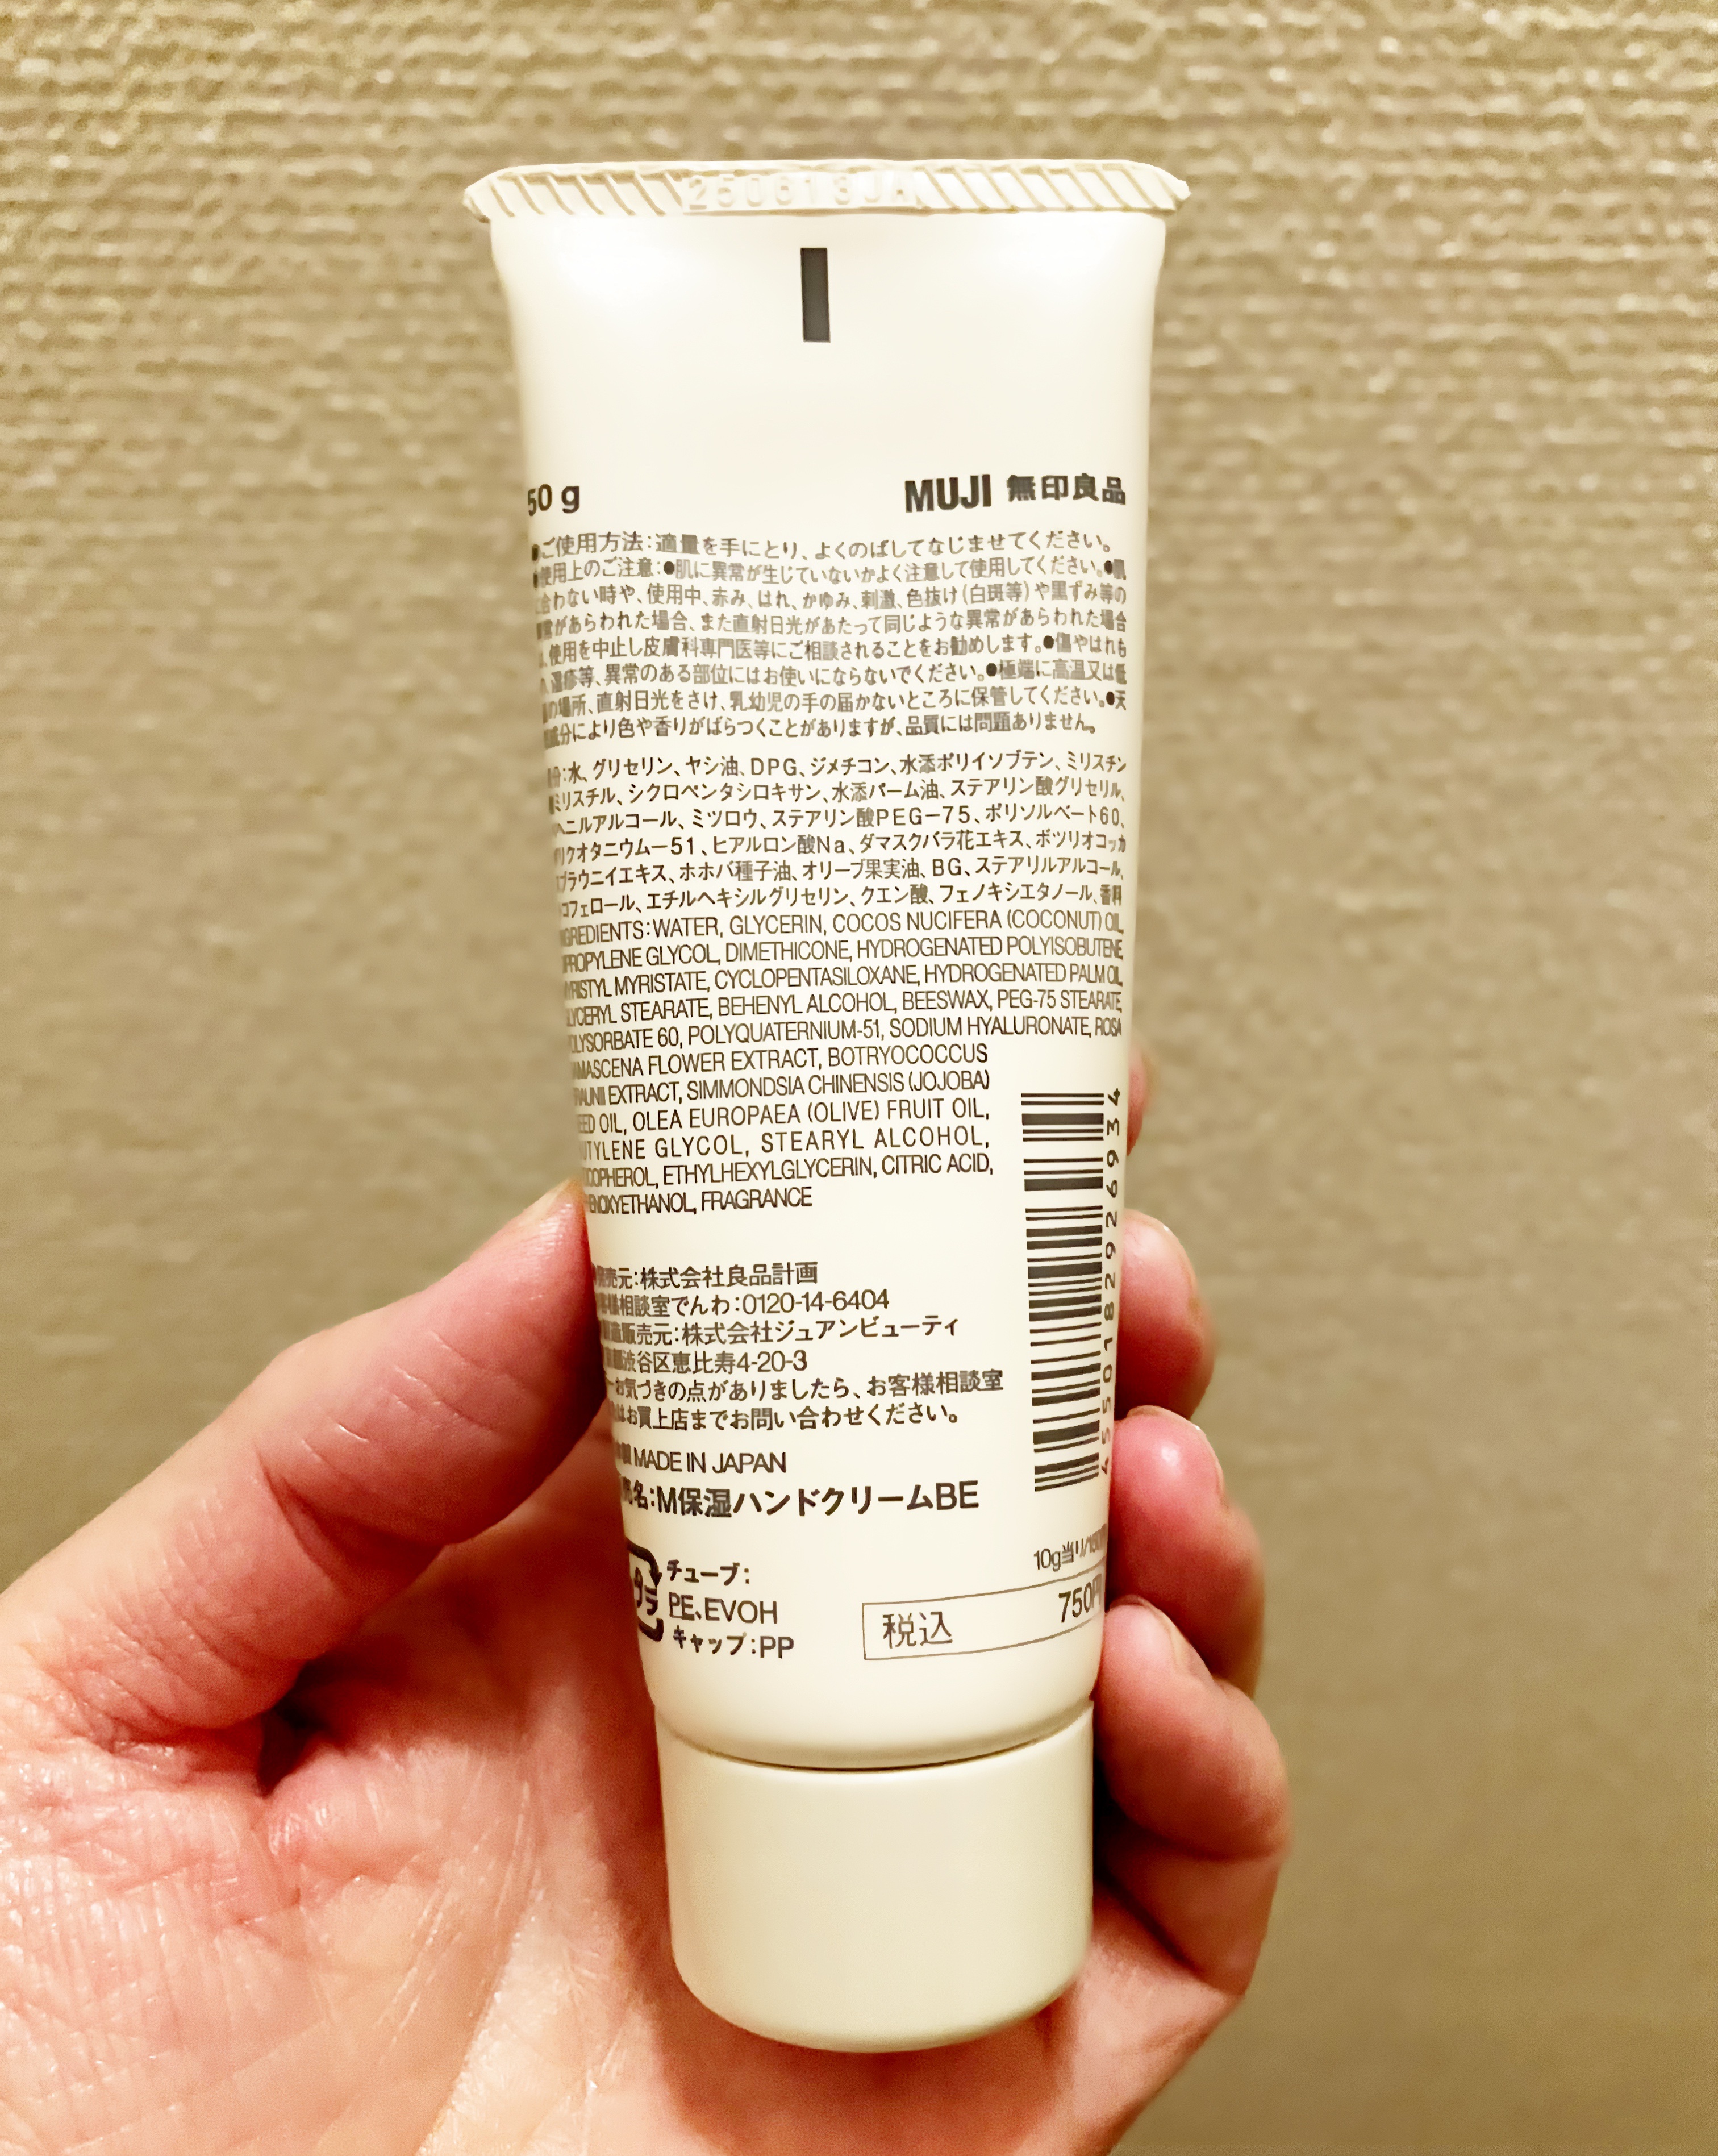 250613JA
50 g
MUJI 無印良品
●ご使用方法：適量を手にとり、よくのばしてなじませてください。
使用上のご注意：●肌に異常が生じていないかよく注意して使用してください。●肌
合わない時や、使用中、赤み、はれ、かゆみ、刺激、色抜け（白斑等）や黒ずみ等の
常があらわれた場合、また直射日光があたって同じような異常があらわれた場合
、使用を中止し皮膚科専門医等にご相談されることをお勧めします。●傷やはれも
、湿疹等、異常のある部位にはお使いにならないでください。●極端に高温又は低
の場所、直射日光をさけ、乳幼児の手の届かないところに保管してください。●天
成分により色や香りがばらつくことがありますが、品質には問題ありません。
分：水、グリセリン、ヤシ油、DPG、ジメチコン、水添ポリイソブテン、ミリスチン
ミリスチル、シクロペンタシロキサン、水添パーム油、ステアリン酸グリセリル、
ヘニルアルコール、ミツロウ、ステアリン酸PEG－75、ポリソルベート60、
リクオタニウム－51、ヒアルロン酸Na、ダマスクバラ花エキス、ボツリオコッカ
スブラウニイエキス、ホホバ種子油、オリーブ果実油、BG、ステアリルアルコール、
コフェロール、エチルヘキシルグリセリン、クエン酸、フェノキシエタノール、香料
NGREDIENTS：WATER, GLYCERIN, COCOS NUCIFERA (COCONUT) OIL,
IPROPYLENE GLYCOL, DIMETHICONE, HYDROGENATED POLYISOBUTENE,
MYRISTYL MYRISTATE, CYCLOPENTASILOXANE, HYDROGENATED PALM OIL,
GLYCERYL STEARATE, BEHENYL ALCOHOL, BEESWAX, PEG-75 STEARATE,
OLYSORBATE 60, POLYQUATERNIUM-51, SODIUM HYALURONATE, ROSA
AMASCENA FLOWER EXTRACT, BOTRYOCOCCUS
RAUNII EXTRACT, SIMMONDSIA CHINENSIS (JOJOBA)
EED OIL, OLEA EUROPAEA (OLIVE) FRUIT OIL,
UTYLENE GLYCOL, STEARYL ALCOHOL,
OCOPHEROL, ETHYLHEXYLGLYCERIN, CITRIC ACID,
HENOXYETHANOL, FRAGRANCE
発売元：株式会社良品計画
客様相談室でんわ：0120-14-6404
製造販売元：株式会社ジュアンビューティ
都渋谷区恵比寿4-20-3
一お気づきの点がありましたら、お客様相談室
はお買上店までお問い合わせください。
製 MADE IN JAPAN
売名：M保湿ハンドクリームBE
4550182926934
10g当り/150円
税込 750円
プラ
チューブ：
PE、EVOH
キャップ：PP